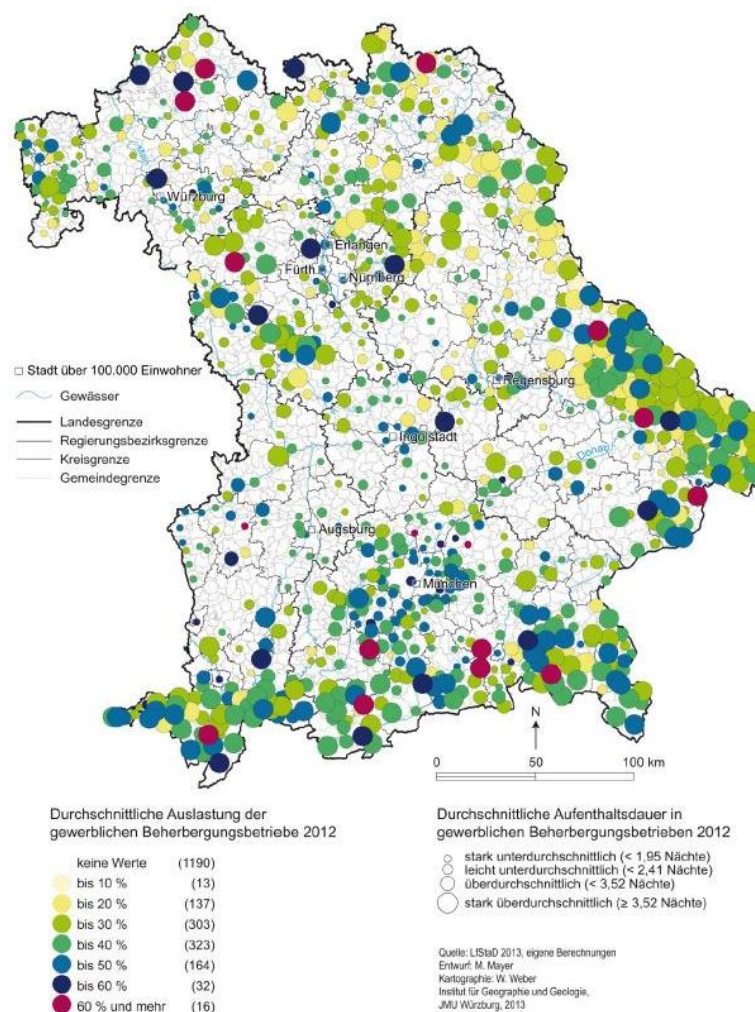 Main
Würzburg
Erlangen
Fürth
Nürnberg
Regensburg
Ingolstadt
Donau
Augsburg
München
□ Stadt über 100.000 Einwohner
Gewässer
Landesgrenze
Regierungsbezirksgrenze
Kreisgrenze
Gemeindegrenze
N
0 50 100 km
Durchschnittliche Auslastung der
gewerblichen Beherbergungsbetriebe 2012
keine Werte (1190)
bis 10 % (13)
bis 20 % (137)
bis 30 % (303)
bis 40 % (323)
bis 50 % (164)
bis 60 % (32)
60 % und mehr (16)
Durchschnittliche Aufenthaltsdauer in
gewerblichen Beherbergungsbetrieben 2012
stark unterdurchschnittlich (< 1,95 Nächte)
leicht unterdurchschnittlich (< 2,41 Nächte)
überdurchschnittlich (< 3,52 Nächte)
stark überdurchschnittlich (≥ 3,52 Nächte)
Quelle: LfStaD 2013, eigene Berechnungen
Entwurf: M. Mayer
Kartographie: W. Weber
Institut für Geographie und Geologie,
JMU Würzburg, 2013